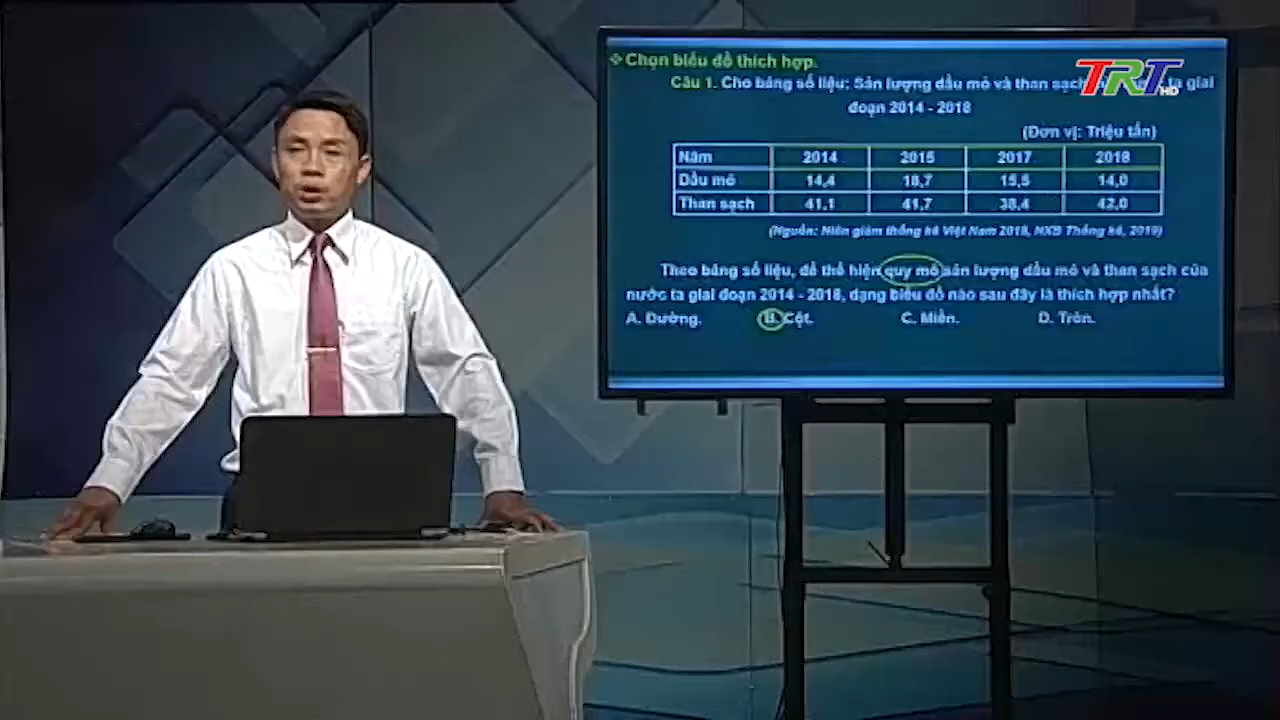 ❖Chọn biểu đồ thích hợp.
TRT HD
Câu 1. Cho bảng số liệu: Sản lượng dầu mỏ và than sạch ta giai
đoạn 2014 - 2018
(Đơn vị: Triệu tấn)
Năm 2014 2015 2017 2018
Dầu mỏ 14,4 18,7 15,5 14,0
Than sạch 41,1 41,7 38,4 42,0
(Nguồn: Niên giám thống kê Việt Nam 2018, NXB Thống kê, 2019)
Theo bảng số liệu, để thể hiện quy mô sản lượng dầu mỏ và than sạch của
nước ta giai đoạn 2014 - 2018, dạng biểu đồ nào sau đây là thích hợp nhất?
A. Đường. B. Cột. C. Miền. D. Tròn.